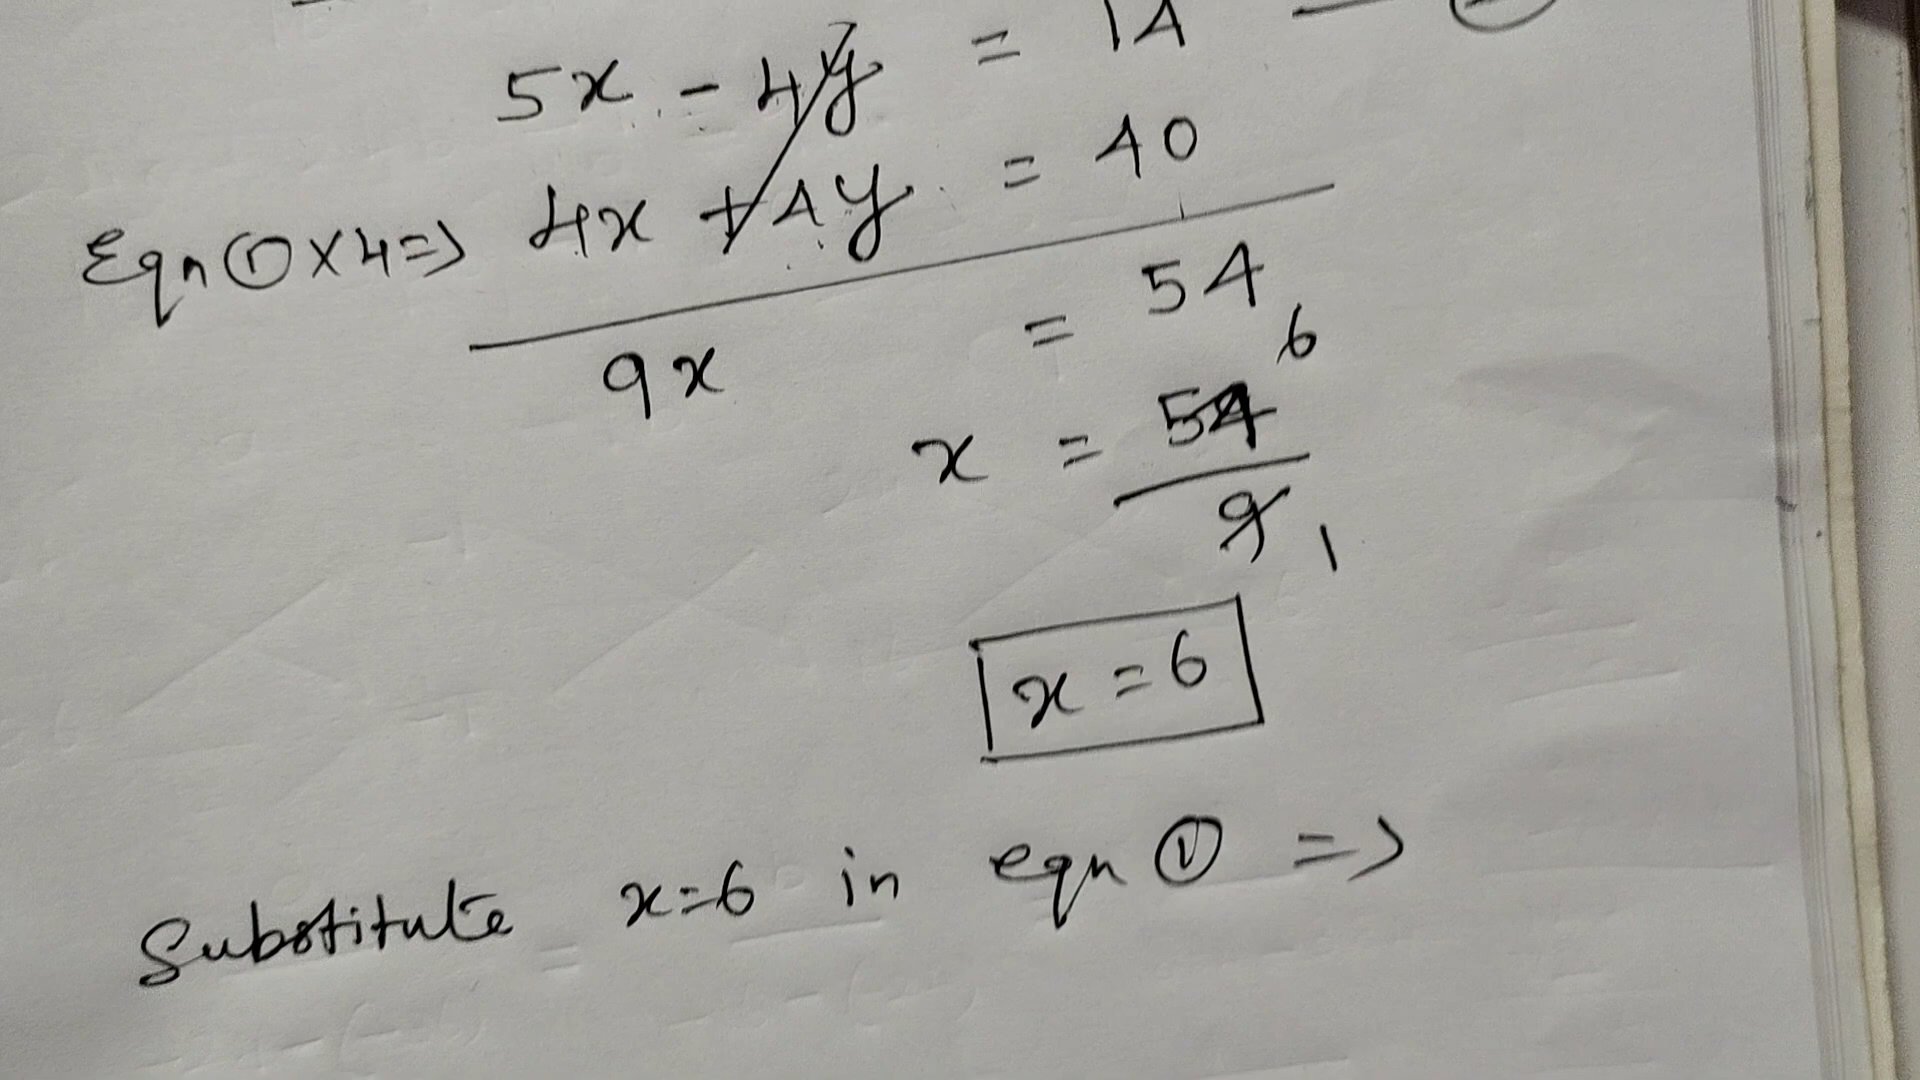 5x - 4y = 14 —
Eqn ① x 4 => 4x + 4y = 40
9x = 54
x = 54/9 6 1
x = 6
Substitute x=6 in eqn ① =>